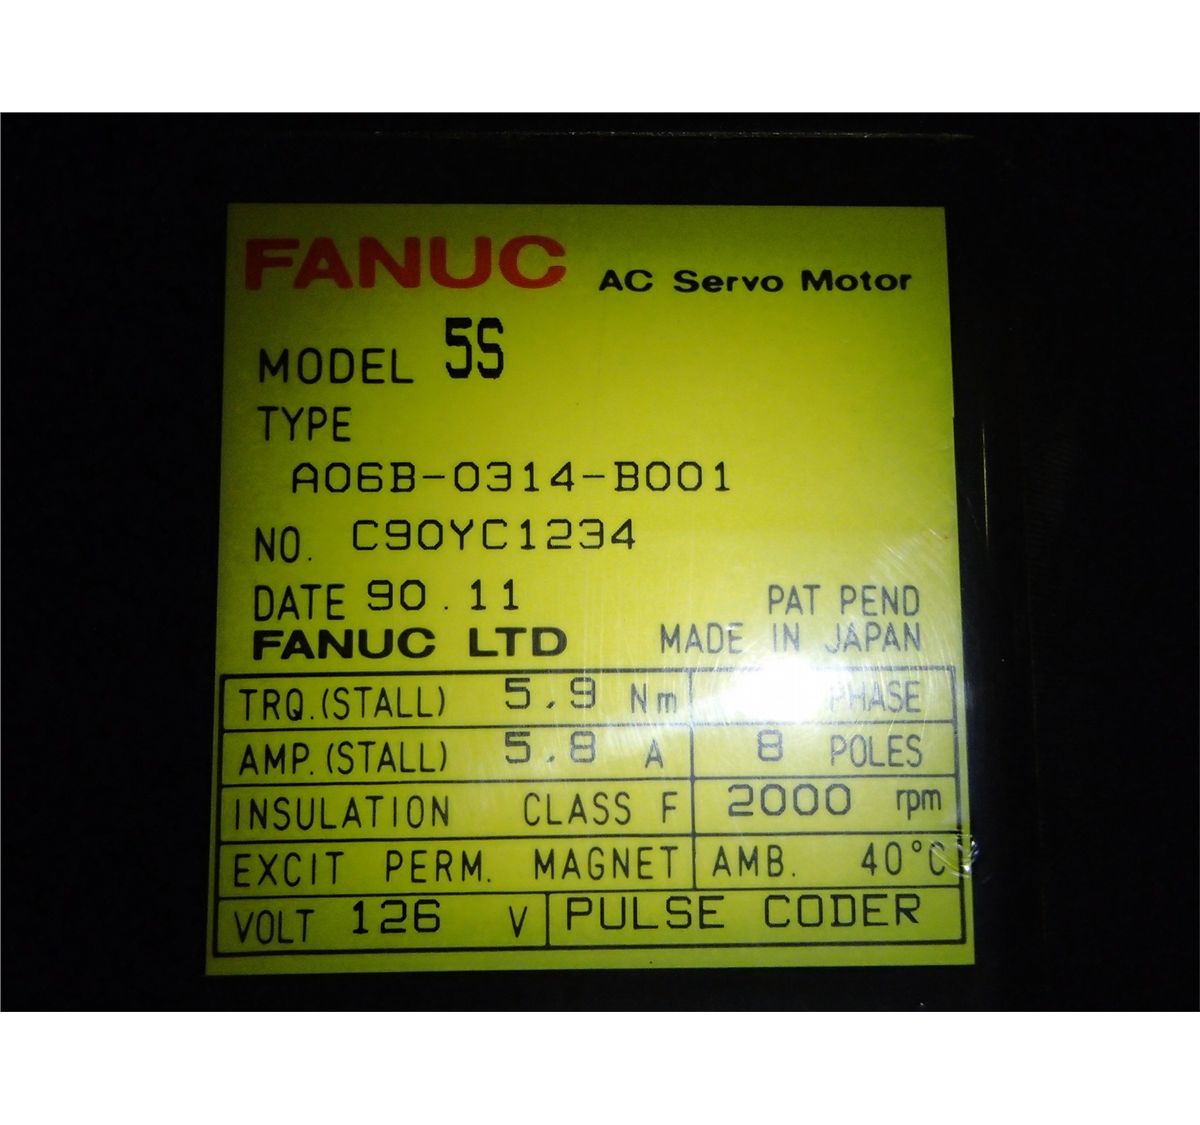 FANUC AC Servo Motor
MODEL 5S
TYPE
A06B-0314-B001
NO. C90YC1234
DATE 90.11
PAT PEND
FANUC LTD MADE IN JAPAN
TRQ.(STALL) 5.9 Nm PHASE
AMP.(STALL) 5.8 A 8 POLES
INSULATION CLASS F 2000 rpm
EXCIT PERM. MAGNET AMB. 40°C
VOLT 126 V PULSE CODER